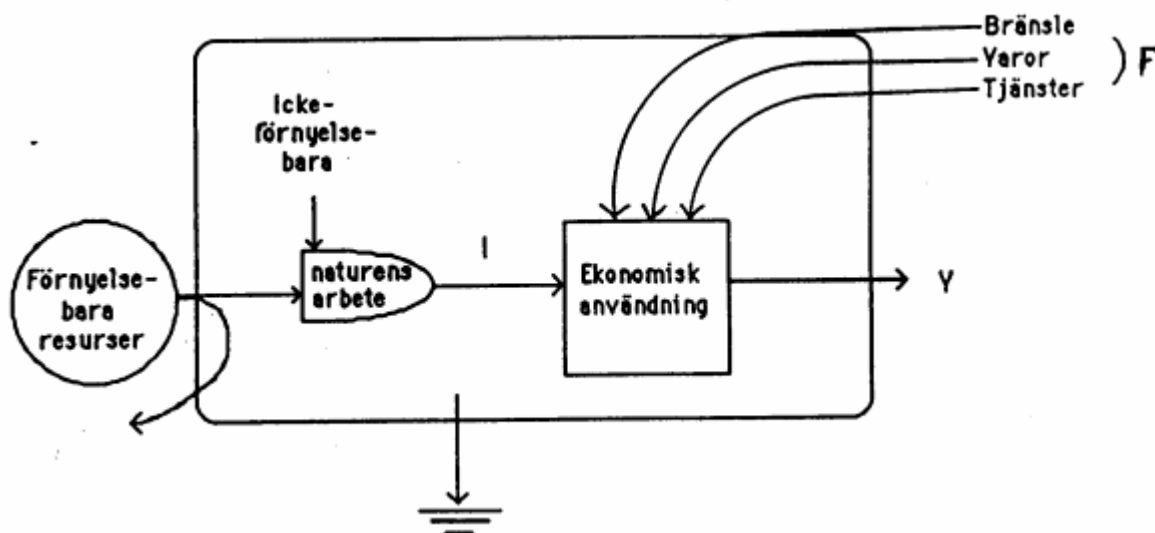 Bränsle
Varor
Tjänster
) F
Icke-
förnyelse-
bara
Förnyelse-
bara
resurser
naturens
arbete
I
Ekonomisk
användning
Y